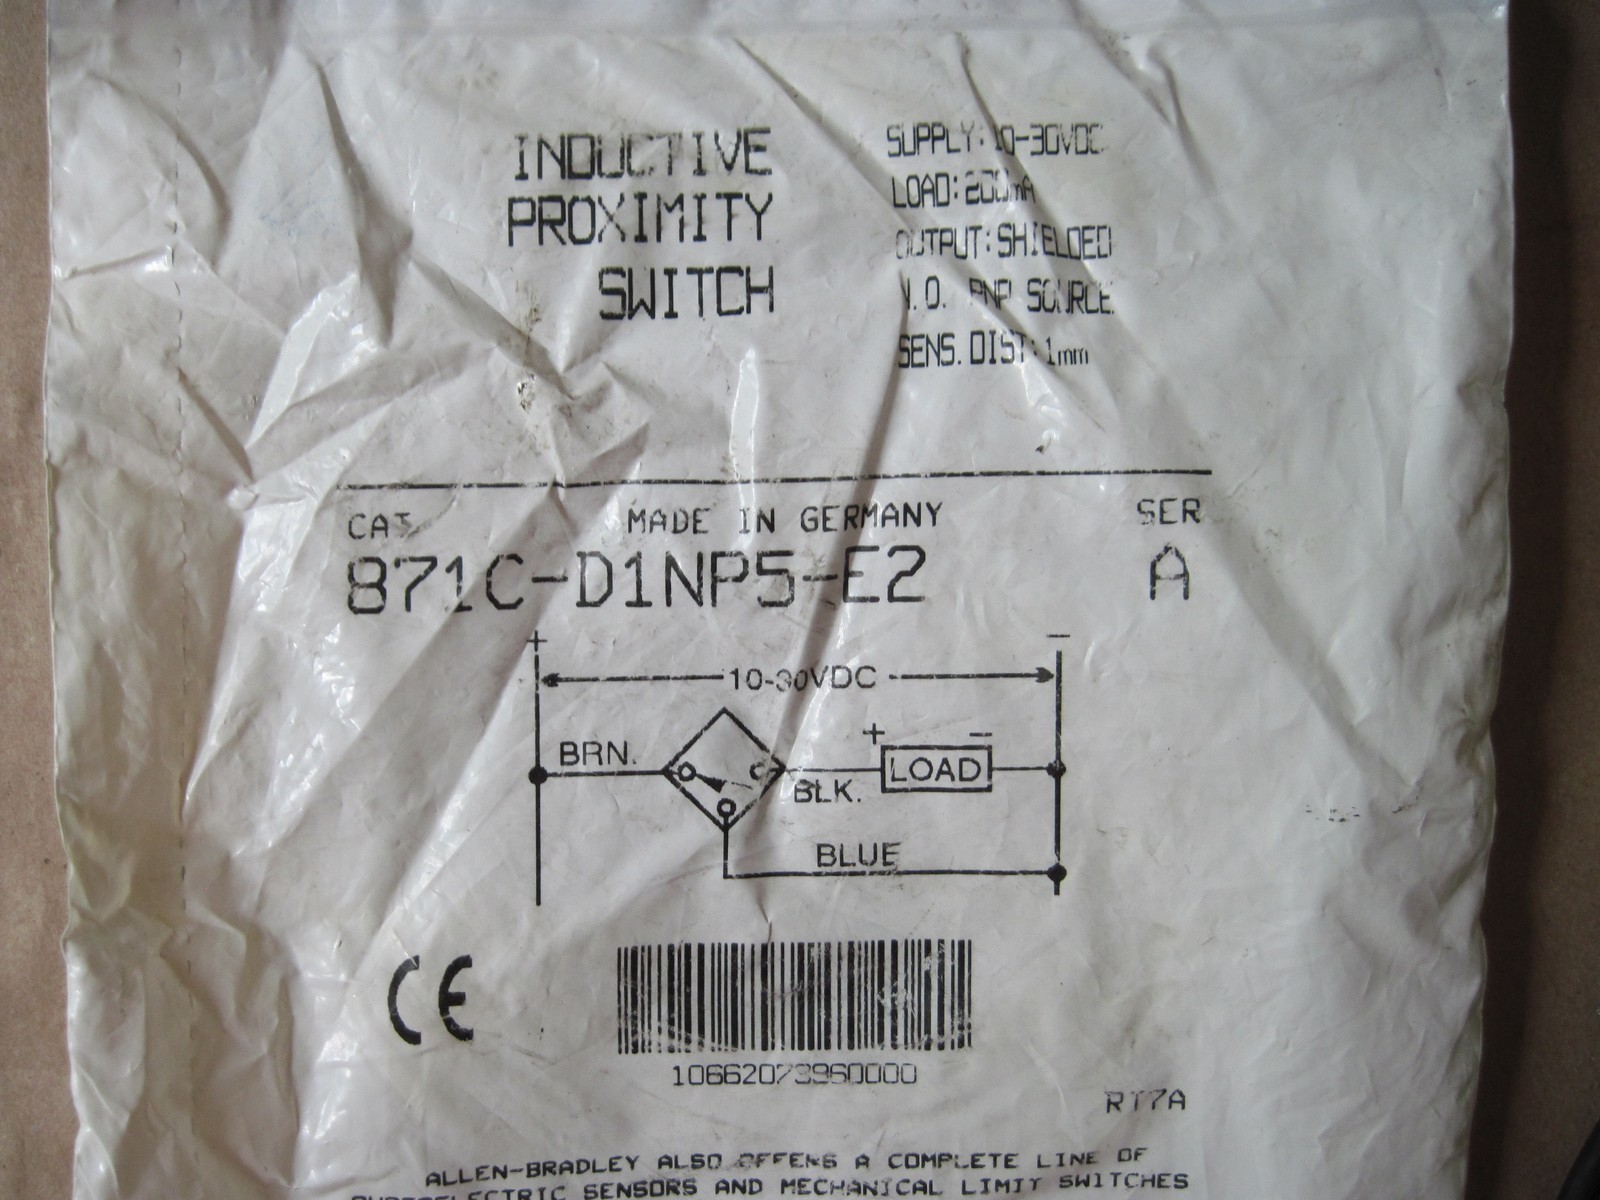 INDUCTIVE
PROXIMITY
SWITCH
SUPPLY: 10-30VDC
LOAD: 200mA
OUTPUT: SHIELDED
N.O. PNP SOURCE
SENS. DIST: 1mm
CAT MADE IN GERMANY SER
871C-D1NP5-E2 A
+ −
10-30VDC
BRN. + −
LOAD
BLK.
BLUE
CE
10662073960000
RT7A
ALLEN-BRADLEY ALSO OFFERS A COMPLETE LINE OF
PHOTOELECTRIC SENSORS AND MECHANICAL LIMIT SWITCHES